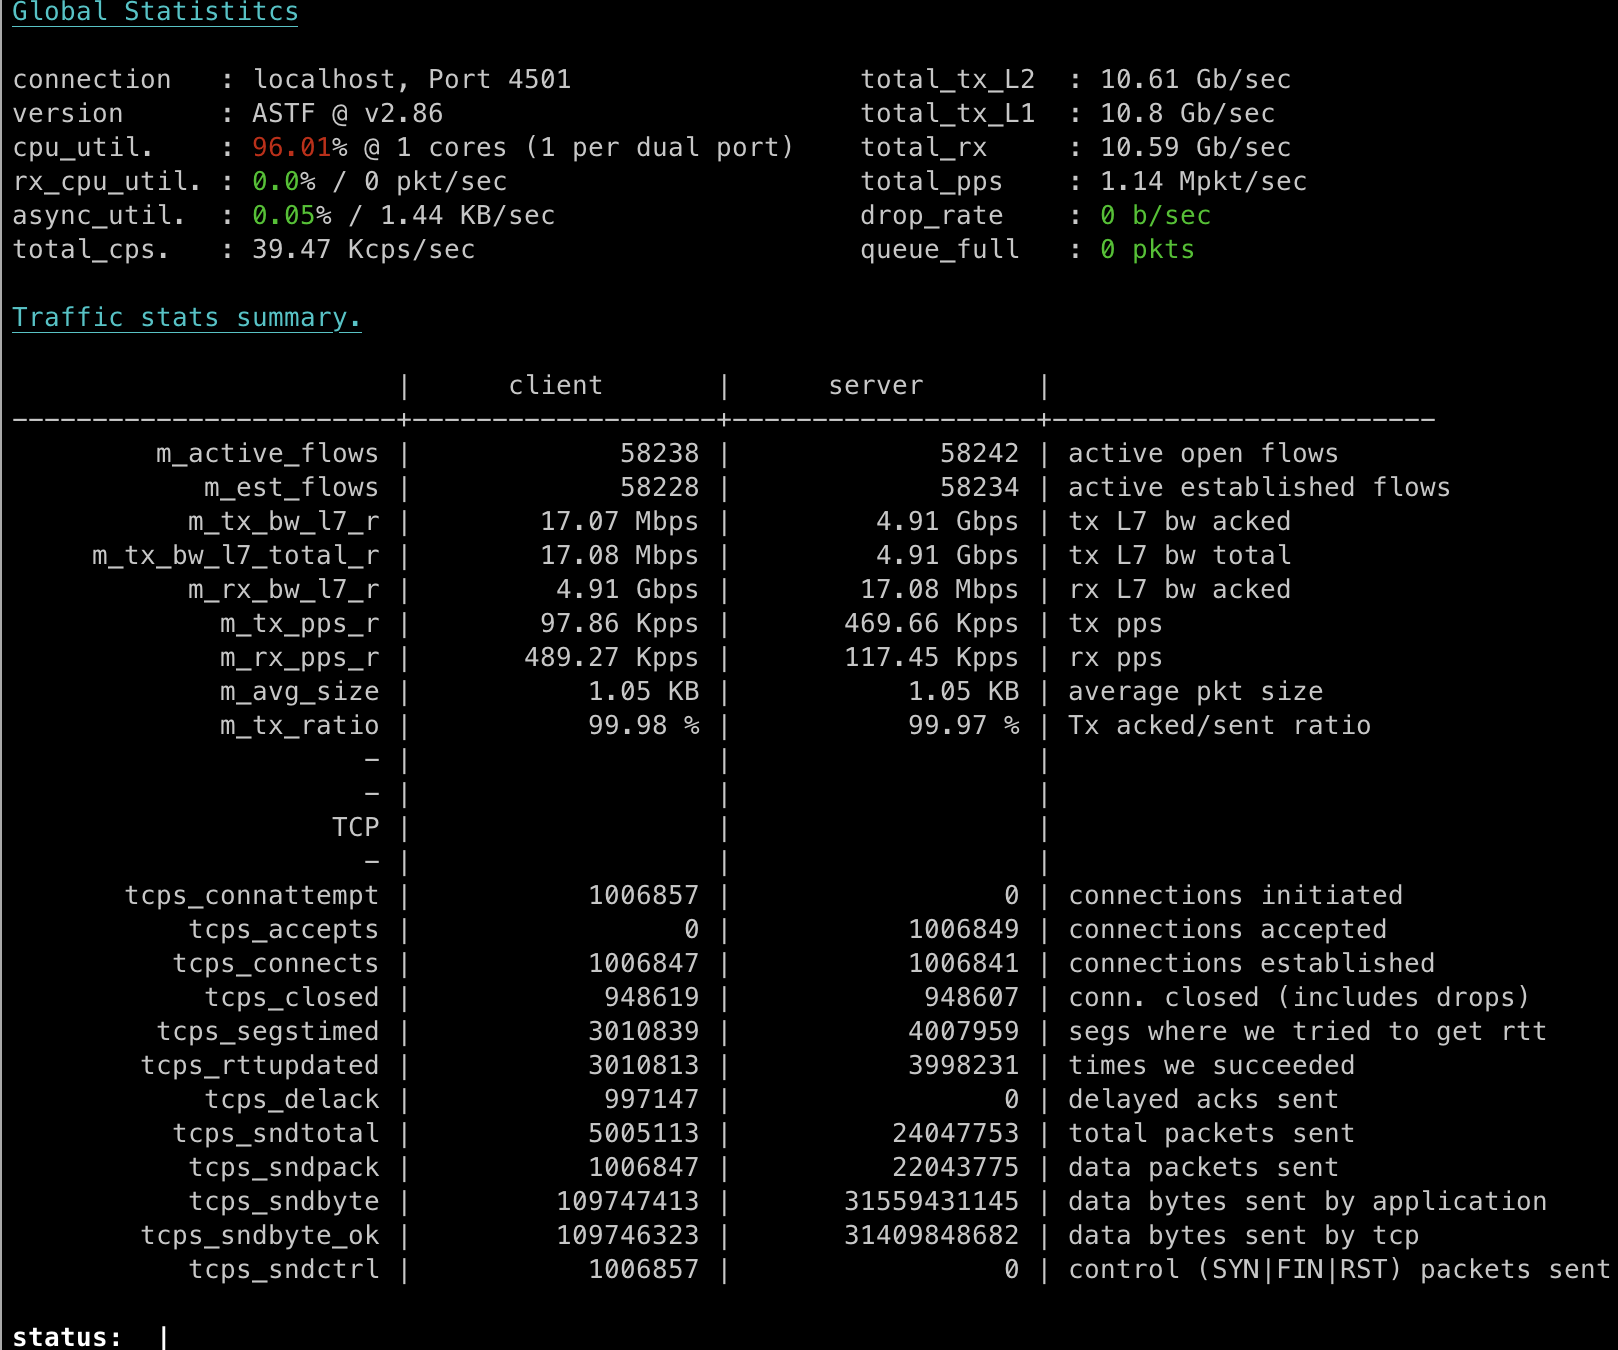 Global Statistitcs
connection   : localhost, Port 4501                  total_tx_L2  : 10.61 Gb/sec
version      : ASTF @ v2.86                          total_tx_L1  : 10.8 Gb/sec
cpu_util.    : 96.01% @ 1 cores (1 per dual port)    total_rx     : 10.59 Gb/sec
rx_cpu_util. : 0.0% / 0 pkt/sec                      total_pps    : 1.14 Mpkt/sec
async_util.  : 0.05% / 1.44 KB/sec                   drop_rate    : 0 b/sec
total_cps.   : 39.47 Kcps/sec                        queue_full   : 0 pkts
Traffic stats summary.
                        |      client       |      server       |
------------------------+-------------------+-------------------+------------------------
         m_active_flows |             58238 |             58242 | active open flows
            m_est_flows |             58228 |             58234 | active established flows
           m_tx_bw_l7_r |        17.07 Mbps |         4.91 Gbps | tx L7 bw acked
     m_tx_bw_l7_total_r |        17.08 Mbps |         4.91 Gbps | tx L7 bw total
           m_rx_bw_l7_r |         4.91 Gbps |        17.08 Mbps | rx L7 bw acked
             m_tx_pps_r |        97.86 Kpps |       469.66 Kpps | tx pps
             m_rx_pps_r |       489.27 Kpps |       117.45 Kpps | rx pps
             m_avg_size |           1.05 KB |           1.05 KB | average pkt size
             m_tx_ratio |           99.98 % |           99.97 % | Tx acked/sent ratio
                      - |                   |                   |
                      - |                   |                   |
                    TCP |                   |                   |
                      - |                   |                   |
       tcps_connattempt |           1006857 |                 0 | connections initiated
           tcps_accepts |                 0 |           1006849 | connections accepted
          tcps_connects |           1006847 |           1006841 | connections established
            tcps_closed |            948619 |            948607 | conn. closed (includes drops)
         tcps_segstimed |           3010839 |           4007959 | segs where we tried to get rtt
        tcps_rttupdated |           3010813 |           3998231 | times we succeeded
            tcps_delack |            997147 |                 0 | delayed acks sent
          tcps_sndtotal |           5005113 |          24047753 | total packets sent
           tcps_sndpack |           1006847 |          22043775 | data packets sent
           tcps_sndbyte |         109747413 |       31559431145 | data bytes sent by application
        tcps_sndbyte_ok |         109746323 |       31409848682 | data bytes sent by tcp
           tcps_sndctrl |           1006857 |                 0 | control (SYN|FIN|RST) packets sent
status:  |